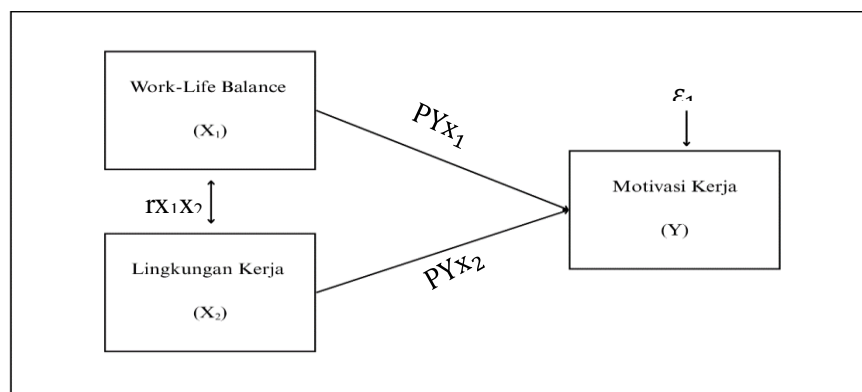 Work-Life Balance
(X₁)
PYx₁
ε₁
Motivasi Kerja
(Y)
rx₁x₂
Lingkungan Kerja
(X₂)
PYx₂